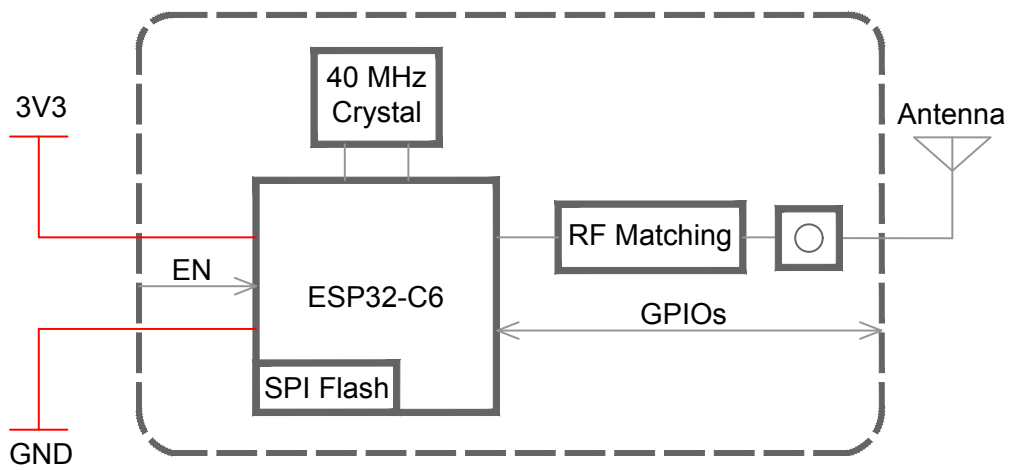 40 MHz
Crystal
3V3
Antenna
RF Matching
EN
ESP32-C6
GPIOs
SPI Flash
GND